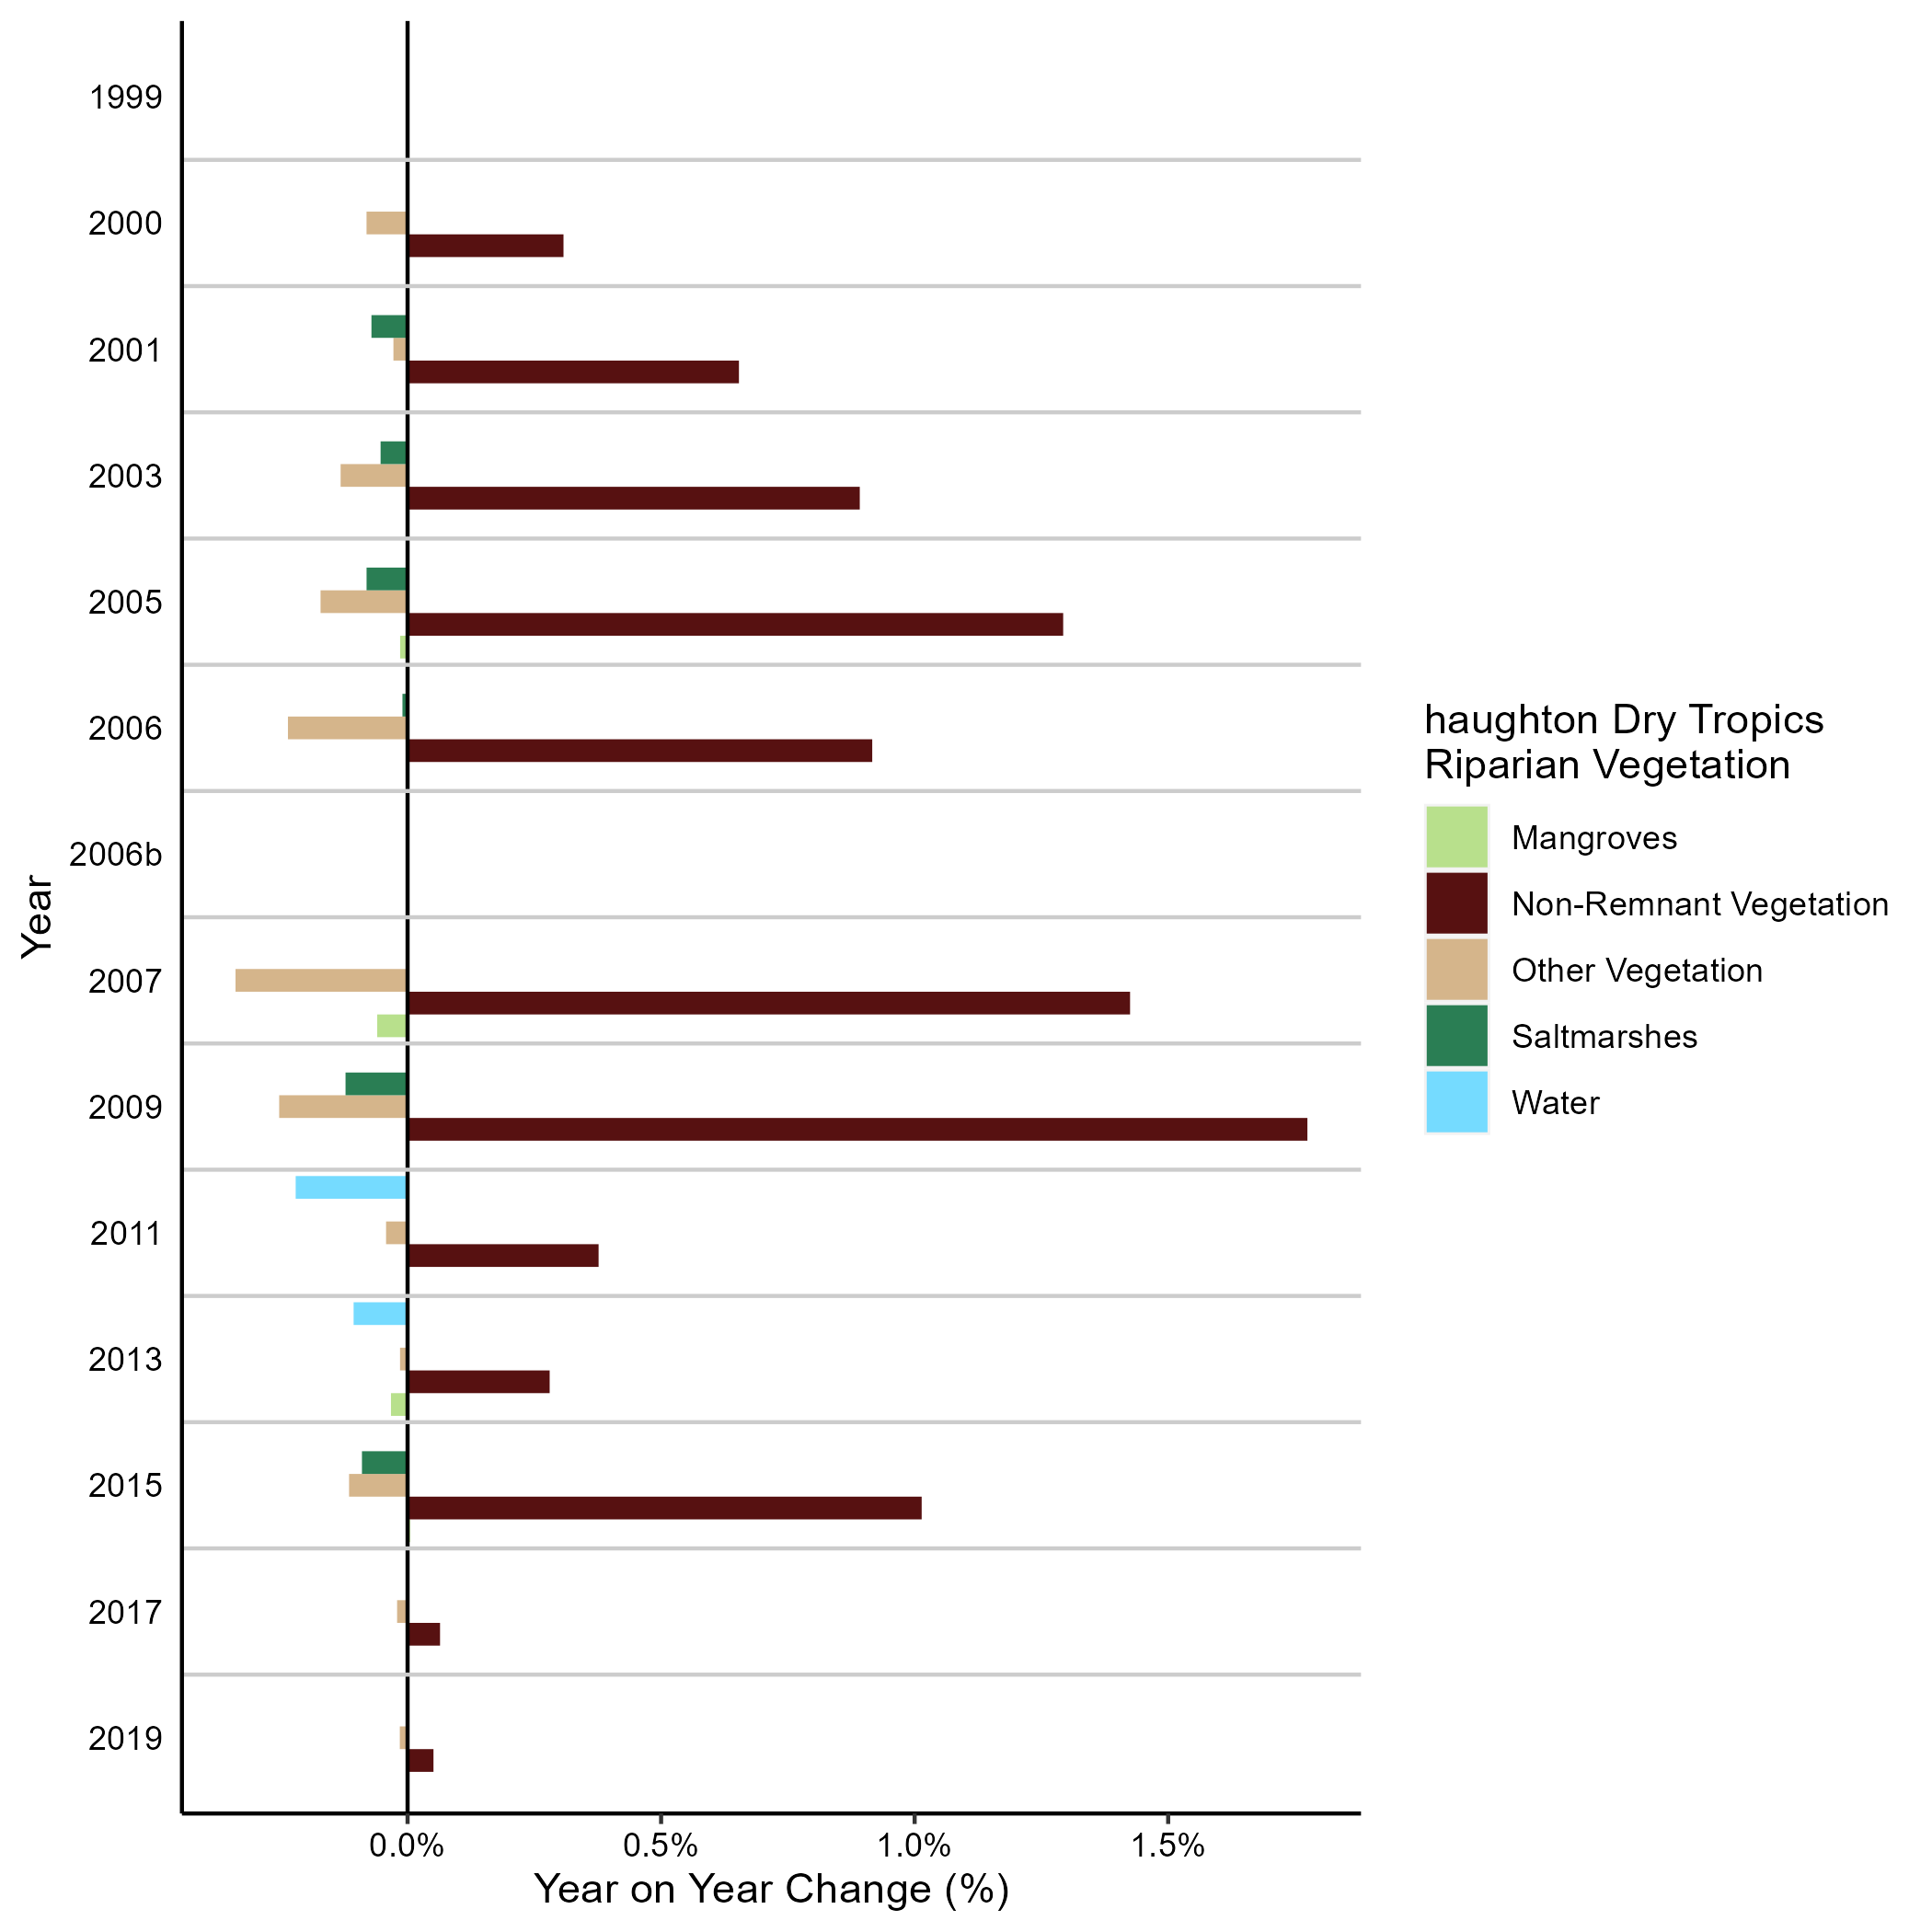 1999
2000
2001
2003
2005
2006
2006b
2007
2009
2011
2013
2015
2017
2019
Year
0.0%
0.5%
1.0%
1.5%
Year on Year Change (%)
haughton Dry Tropics
Riparian Vegetation
Mangroves
Non-Remnant Vegetation
Other Vegetation
Saltmarshes
Water